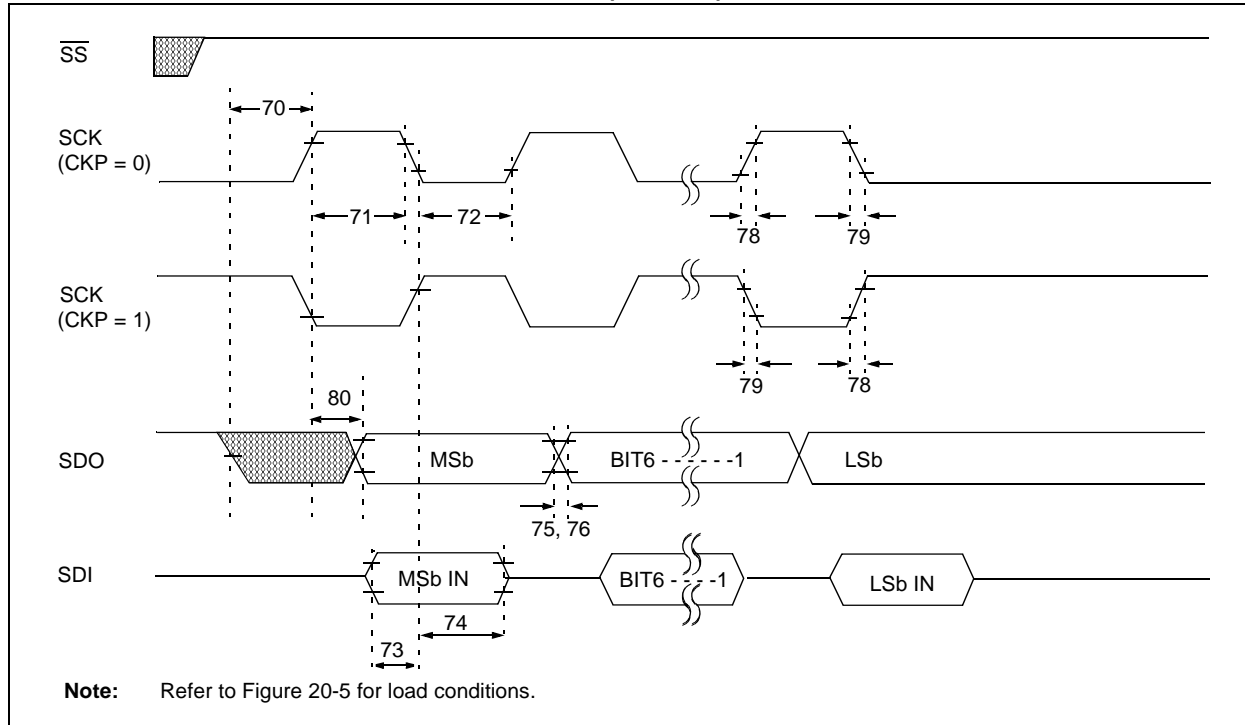 SS
70
SCK
(CKP = 0)
71
72
78
79
SCK
(CKP = 1)
79
78
80
SDO
MSb
BIT6 - - - - - -1
LSb
75, 76
SDI
MSb IN
BIT6 - - - - -1
LSb IN
74
73
Note: Refer to Figure 20-5 for load conditions.